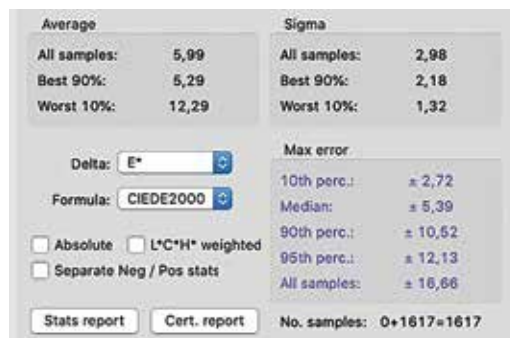 Average
All samples: 5,99
Best 90%: 5,29
Worst 10%: 12,29
Sigma
All samples: 2,98
Best 90%: 2,18
Worst 10%: 1,32
Delta: E*
Formula: CIEDE2000
Absolute L*C*H* weighted
Separate Neg / Pos stats
Stats report Cert. report
Max error
10th perc.: ± 2,72
Median: ± 5,39
90th perc.: ± 10,52
95th perc.: ± 12,13
All samples: ± 16,66
No. samples: 0+1617=1617